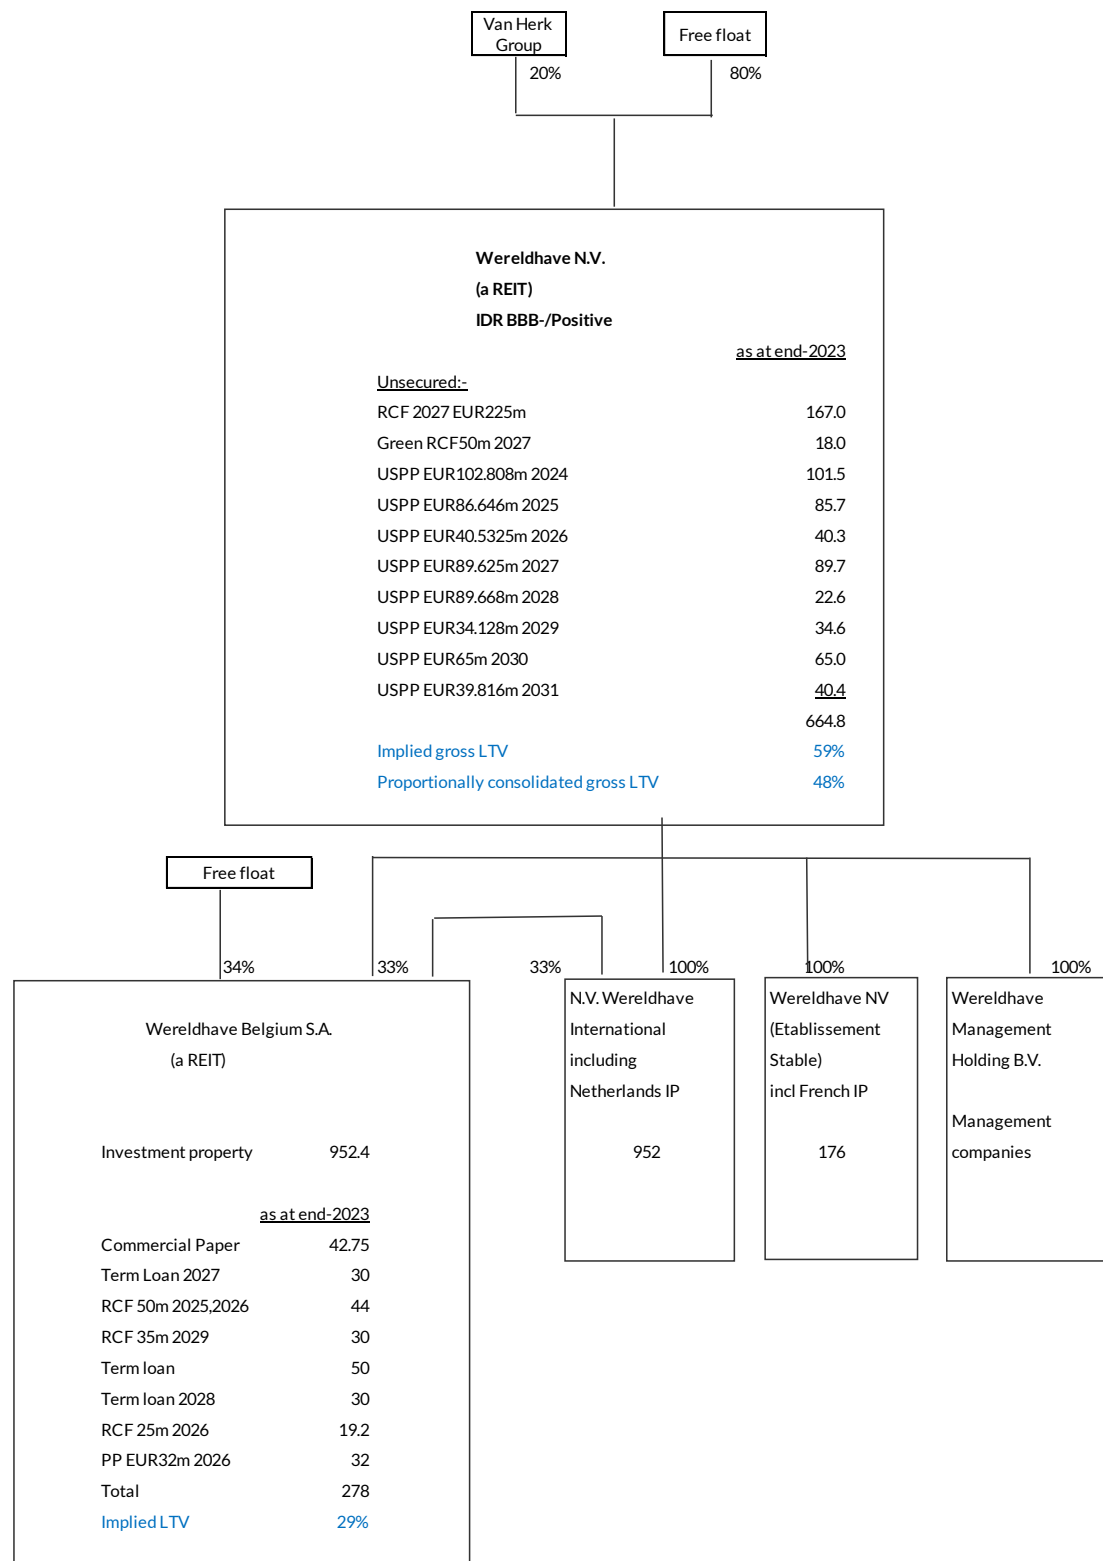 Van Herk
Group
Free float
20%
80%
Wereldhave N.V.
(a REIT)
IDR BBB-/Positive
as at end-2023
Unsecured:-
RCF 2027 EUR225m 167.0
Green RCF50m 2027 18.0
USPP EUR102.808m 2024 101.5
USPP EUR86.646m 2025 85.7
USPP EUR40.5325m 2026 40.3
USPP EUR89.625m 2027 89.7
USPP EUR89.668m 2028 22.6
USPP EUR34.128m 2029 34.6
USPP EUR65m 2030 65.0
USPP EUR39.816m 2031 40.4
664.8
Implied gross LTV 59%
Proportionally consolidated gross LTV 48%
Free float
34%
33%
33%
100%
100%
100%
Wereldhave Belgium S.A.
(a REIT)
Investment property 952.4
as at end-2023
Commercial Paper 42.75
Term Loan 2027 30
RCF 50m 2025,2026 44
RCF 35m 2029 30
Term loan 50
Term loan 2028 30
RCF 25m 2026 19.2
PP EUR32m 2026 32
Total 278
Implied LTV 29%
N.V. Wereldhave
International
including
Netherlands IP
952
Wereldhave NV
(Etablissement
Stable)
incl French IP
176
Wereldhave
Management
Holding B.V.
Management
companies